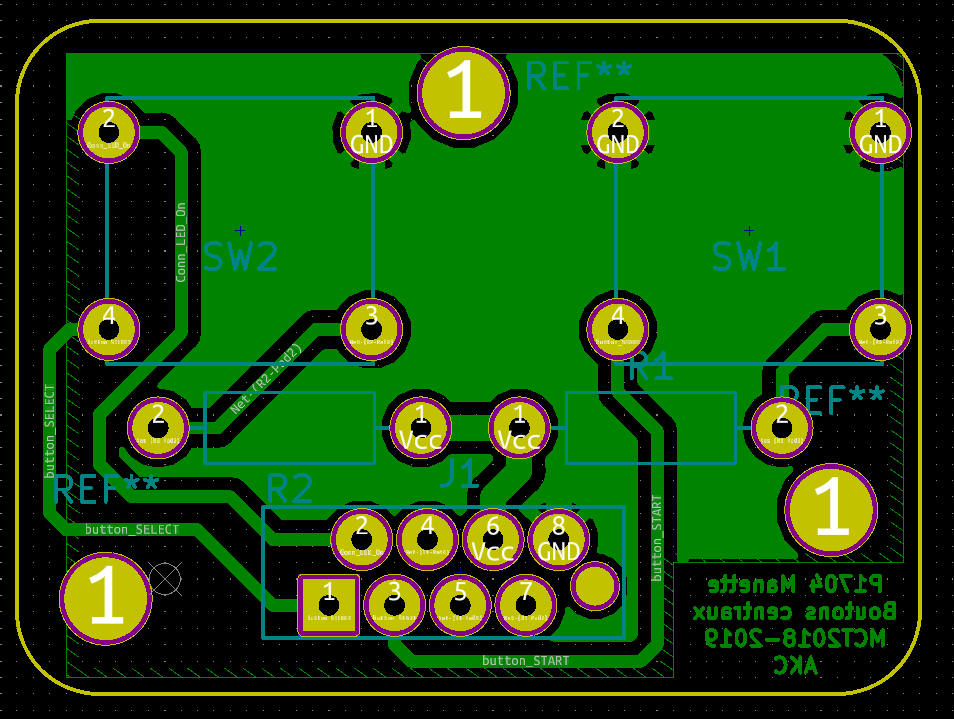 1
REF**
2
Conn_LED_On
1
GND
2
GND
1
GND
Conn_LED_On
SW2
SW1
4
3
4
3
Net-(R2-Pad2)
R1
button_SELECT
2
1
Vcc
1
Vcc
2
REF**
J1
REF**
R2
1
button_SELECT
2
Conn_LED_On
4
6
Vcc
8
GND
button_START
1
1
3
5
7
button_START
P1704 Manette
Boutons centraux
MCT2018-2019
AKC